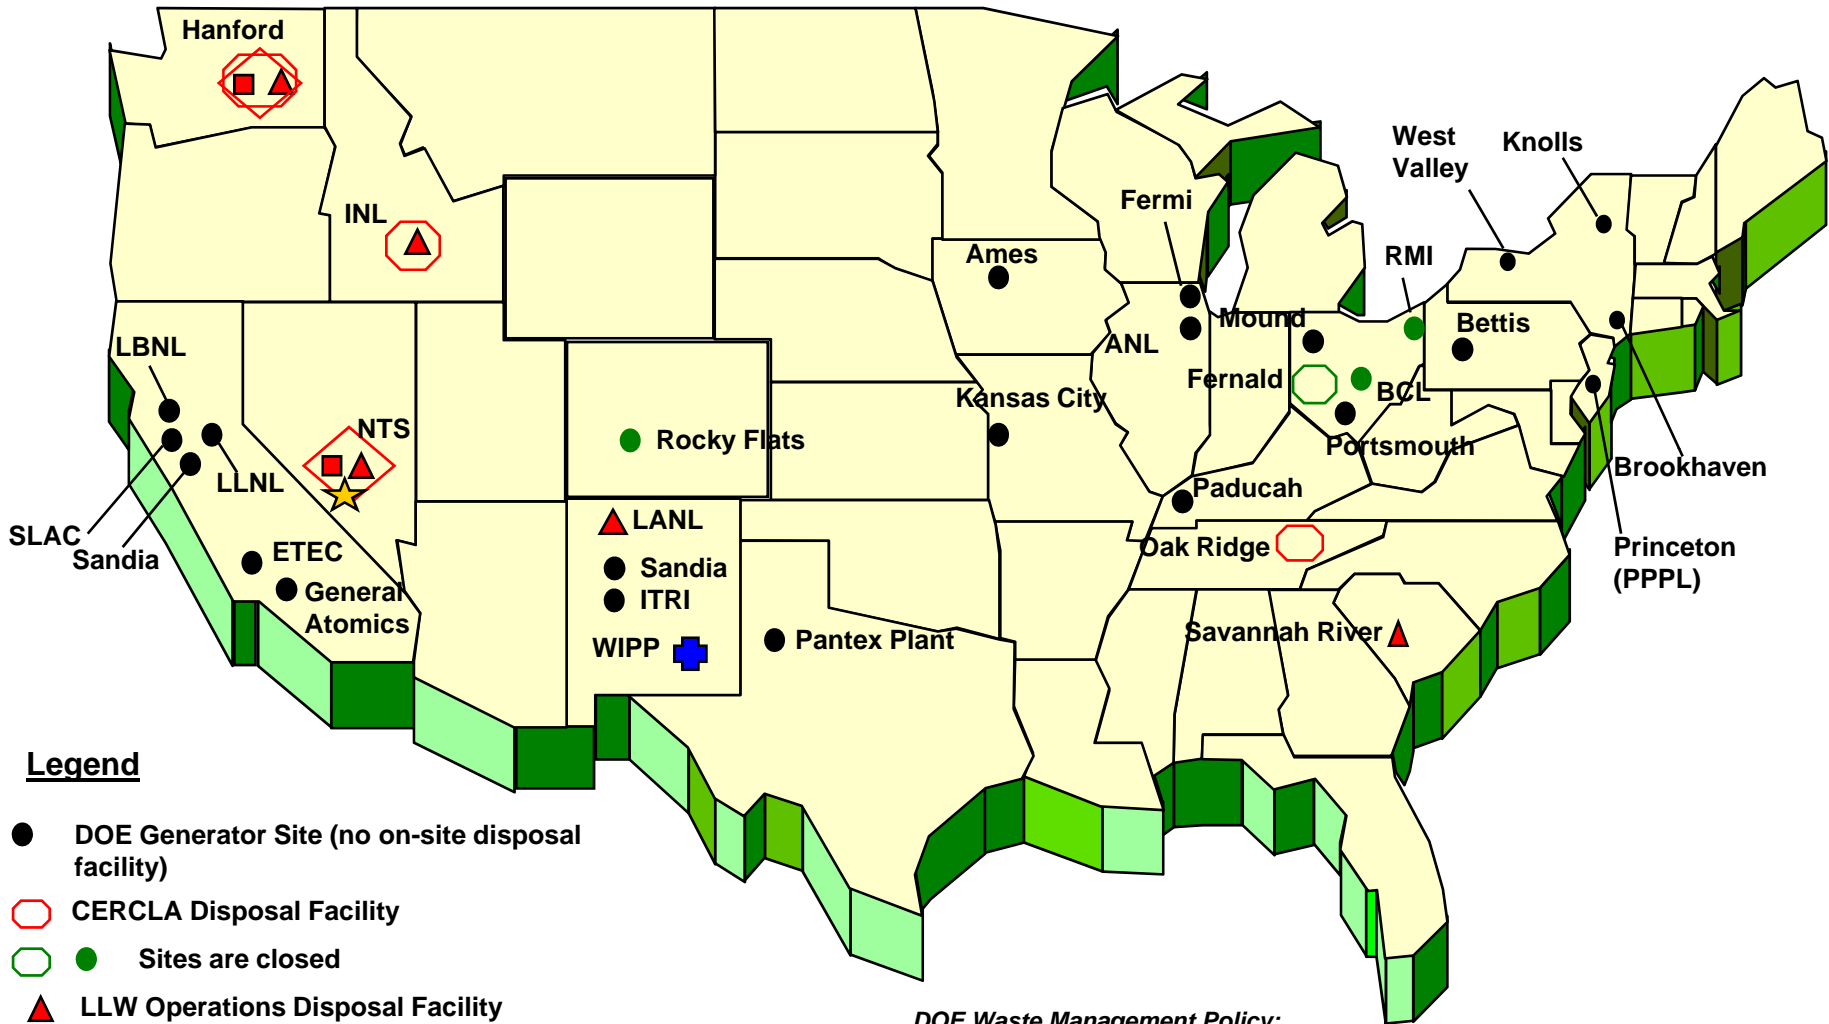 Hanford
West
Valley
Knolls
INL
Fermi
Ames
RMI
LBNL
Mound
Bettis
ANL
Fernald
BCL
Kansas City
NTS
Rocky Flats
Portsmouth
LLNL
Brookhaven
Paducah
SLAC
Sandia
LANL
ETEC
Oak Ridge
Princeton
(PPPL)
Sandia
ITRI
General
Atomics
WIPP
Pantex Plant
Savannah River
Legend
DOE Generator Site (no on-site disposal
facility)
CERCLA Disposal Facility
Sites are closed
LLW Operations Disposal Facility
DOE Waste Management Policy: